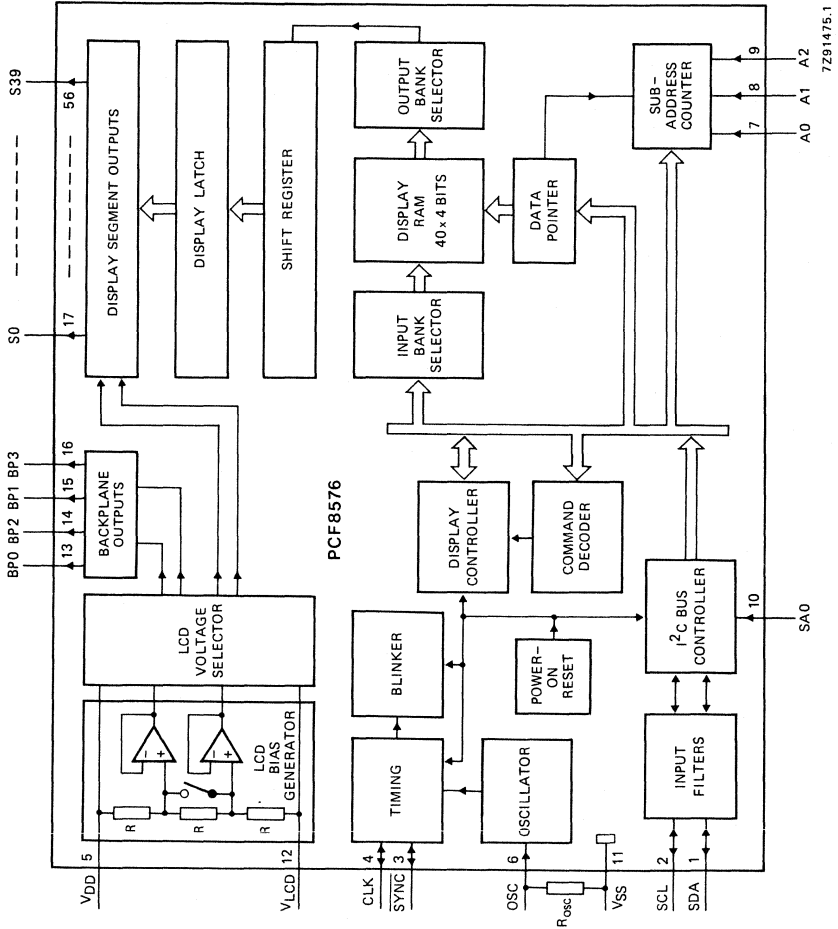 BP0 BP2 BP1 BP3
S0
S39
13 14 15 16
17
56
BACKPLANE
OUTPUTS
DISPLAY SEGMENT OUTPUTS
DISPLAY LATCH
SHIFT REGISTER
VDD
5
R
R
R
VLCD
12
LCD
BIAS
GENERATOR
LCD
VOLTAGE
SELECTOR
PCF8576
CLK
4
SYNC
3
TIMING
BLINKER
DISPLAY
CONTROLLER
INPUT
BANK
SELECTOR
DISPLAY
RAM
40 x 4 BITS
OUTPUT
BANK
SELECTOR
OSC
6
OSCILLATOR
POWER-
ON
RESET
COMMAND
DECODER
DATA
POINTER
ROSC
VSS
11
SCL
2
SDA
1
INPUT
FILTERS
I2C BUS
CONTROLLER
10
SA0
SUB-
ADDRESS
COUNTER
7
8
9
A0
A1
A2
7Z91475.1